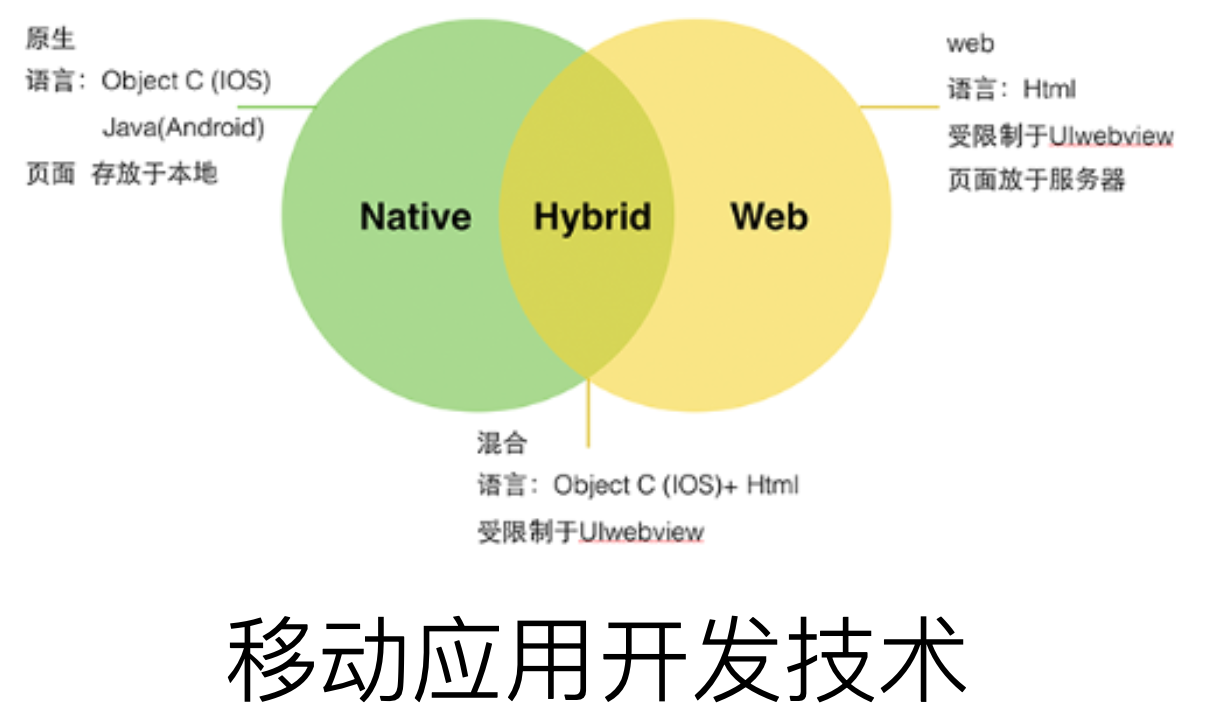 原生
语言：Object C (IOS)
Java(Android)
页面 存放于本地
Native
Hybrid
Web
web
语言：Html
受限制于UIwebview
页面放于服务器
混合
语言：Object C (IOS)+ Html
受限制于UIwebview
移动应用开发技术